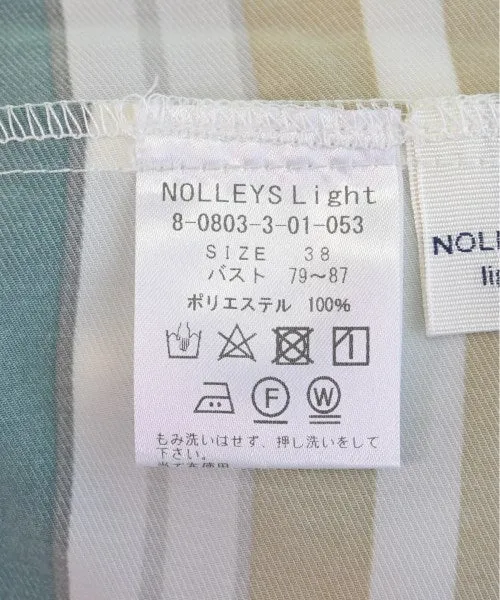 NOLLEYS Light
8-0803-3-01-053
SIZE 38
バスト 79〜87
ポリエステル 100%
F W
もみ洗いはせず、押し洗いをして
下さい。
NOLL
li